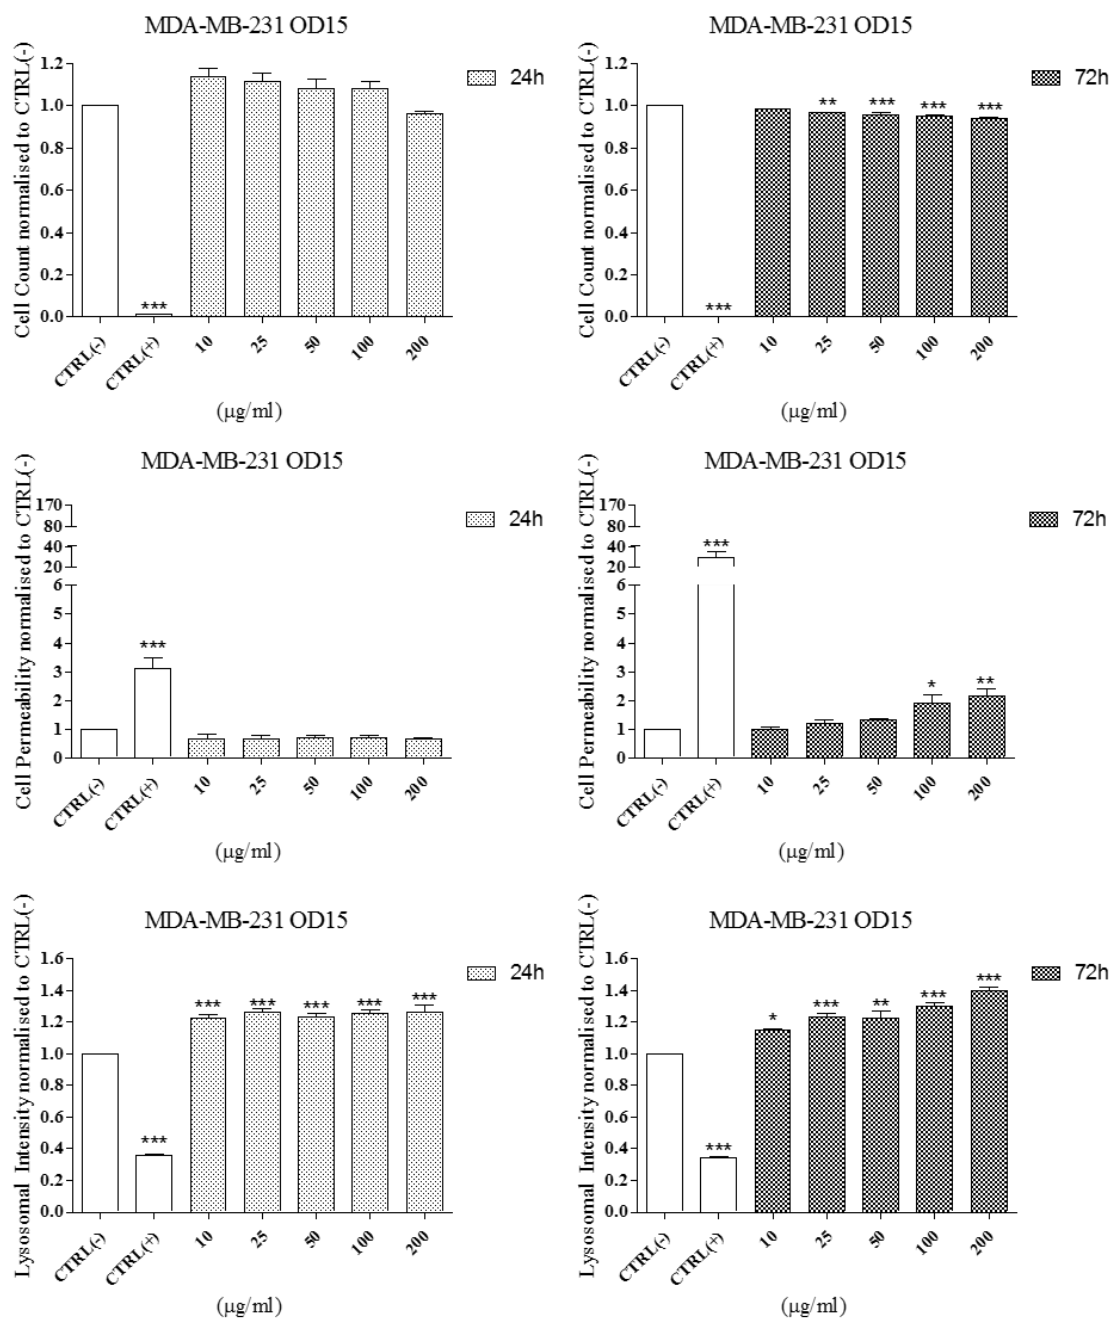 MDA-MB-231 OD15
Cell Count normalised to CTRL(-)
1.2
1.0
0.8
0.6
0.4
0.2
0.0
***
CTRL(-) CTRL(+) 10 25 50 100 200
(µg/ml)
24h
MDA-MB-231 OD15
Cell Count normalised to CTRL(-)
1.2
1.0
0.8
0.6
0.4
0.2
0.0
*** ** *** *** ***
CTRL(-) CTRL(+) 10 25 50 100 200
(µg/ml)
72h
MDA-MB-231 OD15
Cell Permeability normalised to CTRL(-)
170
80
40
20
6
5
4
3
2
1
0
***
CTRL(-) CTRL(+) 10 25 50 100 200
(µg/ml)
24h
MDA-MB-231 OD15
Cell Permeability normalised to CTRL(-)
170
80
40
20
6
5
4
3
2
1
0
*** * **
CTRL(-) CTRL(+) 10 25 50 100 200
(µg/ml)
72h
MDA-MB-231 OD15
Lysosomal Intensity normalised to CTRL(-)
1.6
1.4
1.2
1.0
0.8
0.6
0.4
0.2
0.0
*** *** *** *** *** ***
CTRL(-) CTRL(+) 10 25 50 100 200
(µg/ml)
24h
MDA-MB-231 OD15
Lysosomal Intensity normalised to CTRL(-)
1.6
1.4
1.2
1.0
0.8
0.6
0.4
0.2
0.0
*** * *** ** *** ***
CTRL(-) CTRL(+) 10 25 50 100 200
(µg/ml)
72h